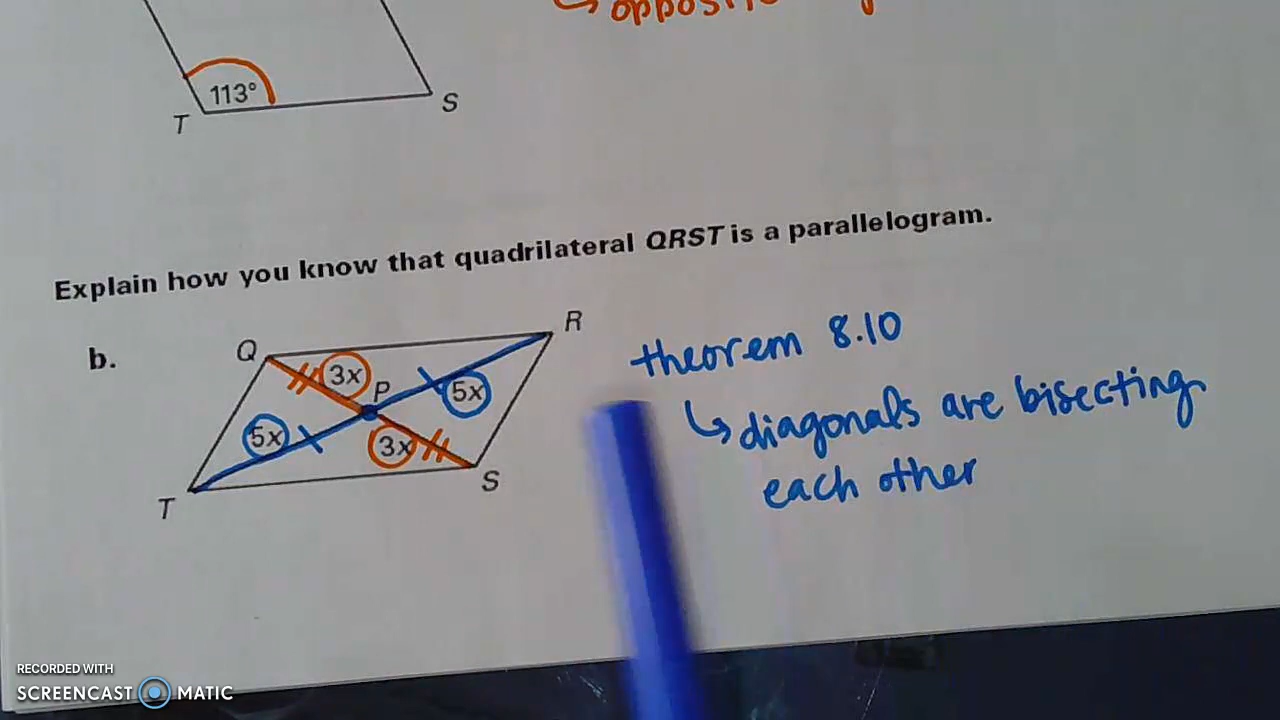 opposite
113°
T
S
Explain how you know that quadrilateral QRST is a parallelogram.
b.
Q
R
3x
P
5x
5x
3x
T
S
theorem 8.10
↳ diagonals are bisecting
each other
RECORDED WITH
SCREENCAST MATIC